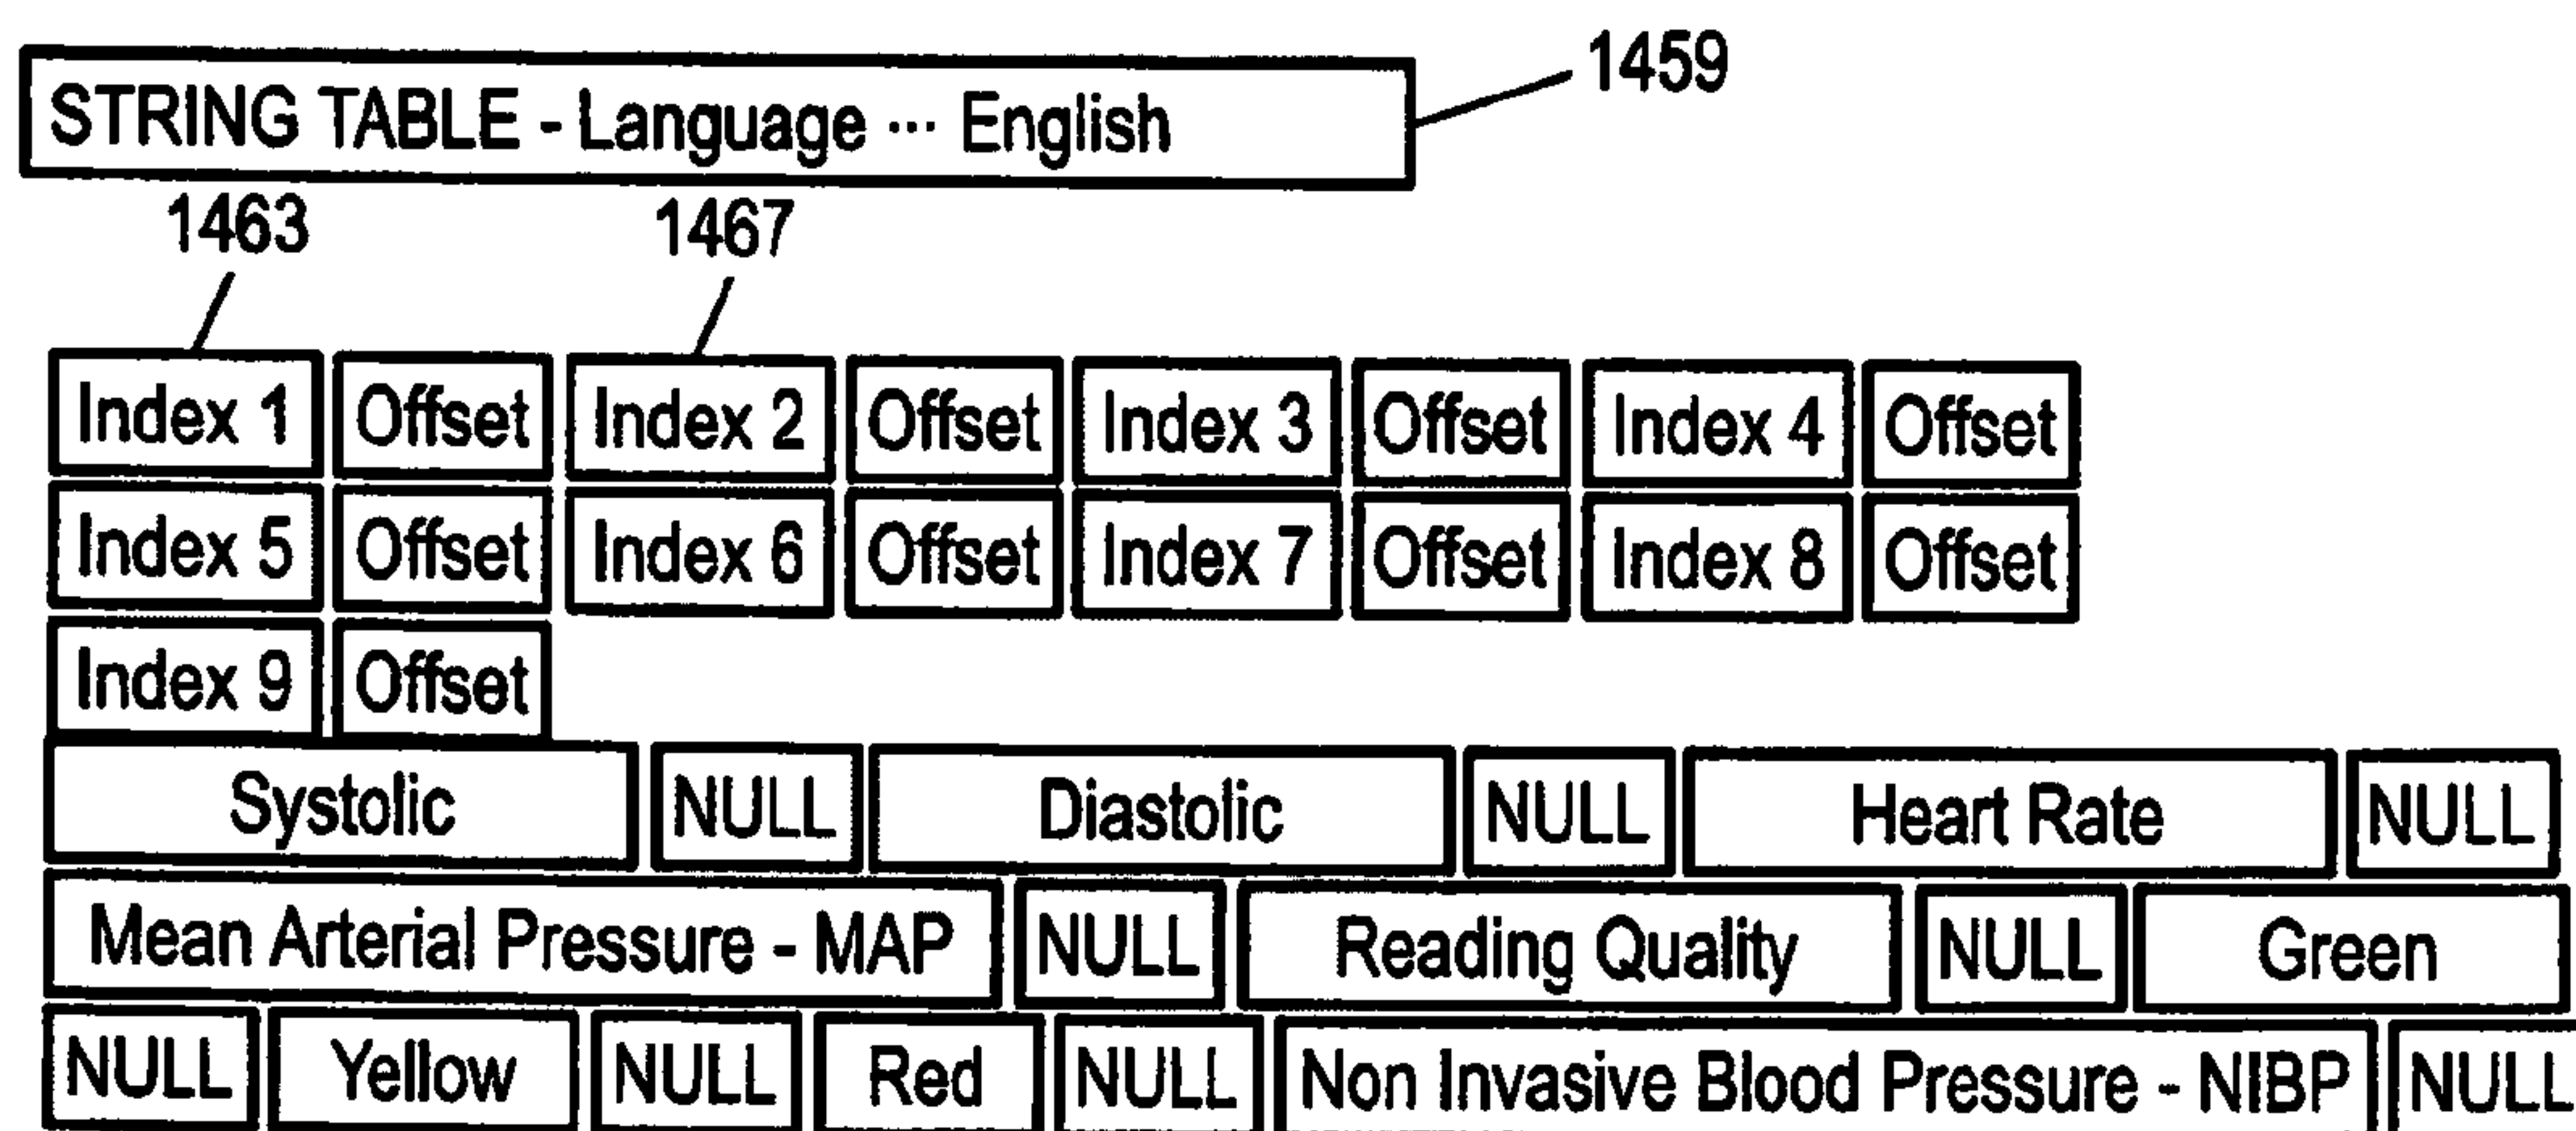 1459
STRING TABLE - Language ... English
1463 1467
Index 1 Offset Index 2 Offset Index 3 Offset Index 4 Offset
Index 5 Offset Index 6 Offset Index 7 Offset Index 8 Offset
Index 9 Offset
Systolic NULL Diastolic NULL Heart Rate NULL
Mean Arterial Pressure - MAP NULL Reading Quality NULL Green
NULL Yellow NULL Red NULL Non Invasive Blood Pressure - NIBP NULL